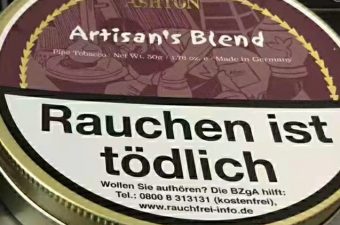 ASHTON
Artisan's Blend
Pipe Tobacco · Net Wt. 50g / 1.76 oz. e · Made in Germany
Rauchen ist
tödlich
Wollen Sie aufhören? Die BZgA hilft:
Tel.: 0800 8 313131 (kostenfrei),
www.rauchfrei-info.de